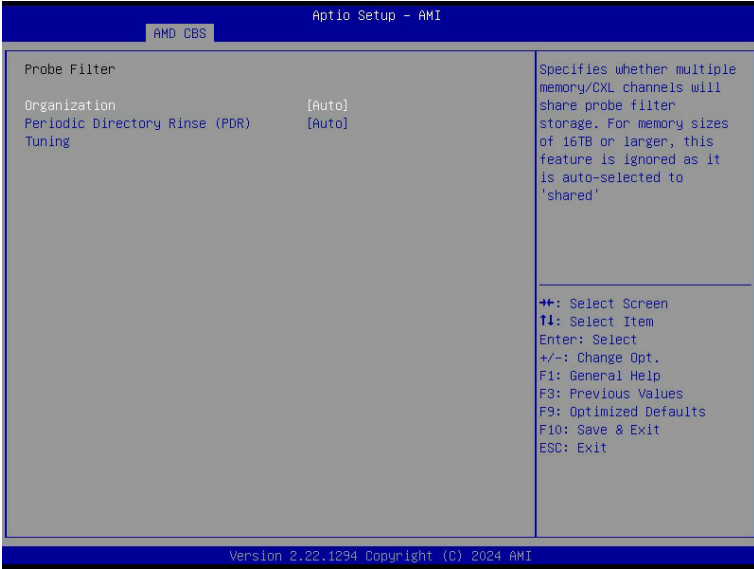 Aptio Setup – AMI
AMD CBS
Probe Filter
Organization [Auto]
Periodic Directory Rinse (PDR) [Auto]
Tuning
Specifies whether multiple
memory/CXL channels will
share probe filter
storage. For memory sizes
of 16TB or larger, this
feature is ignored as it
is auto-selected to
'shared'
→←: Select Screen
↑↓: Select Item
Enter: Select
+/-: Change Opt.
F1: General Help
F3: Previous Values
F9: Optimized Defaults
F10: Save & Exit
ESC: Exit
Version 2.22.1294 Copyright (C) 2024 AMI